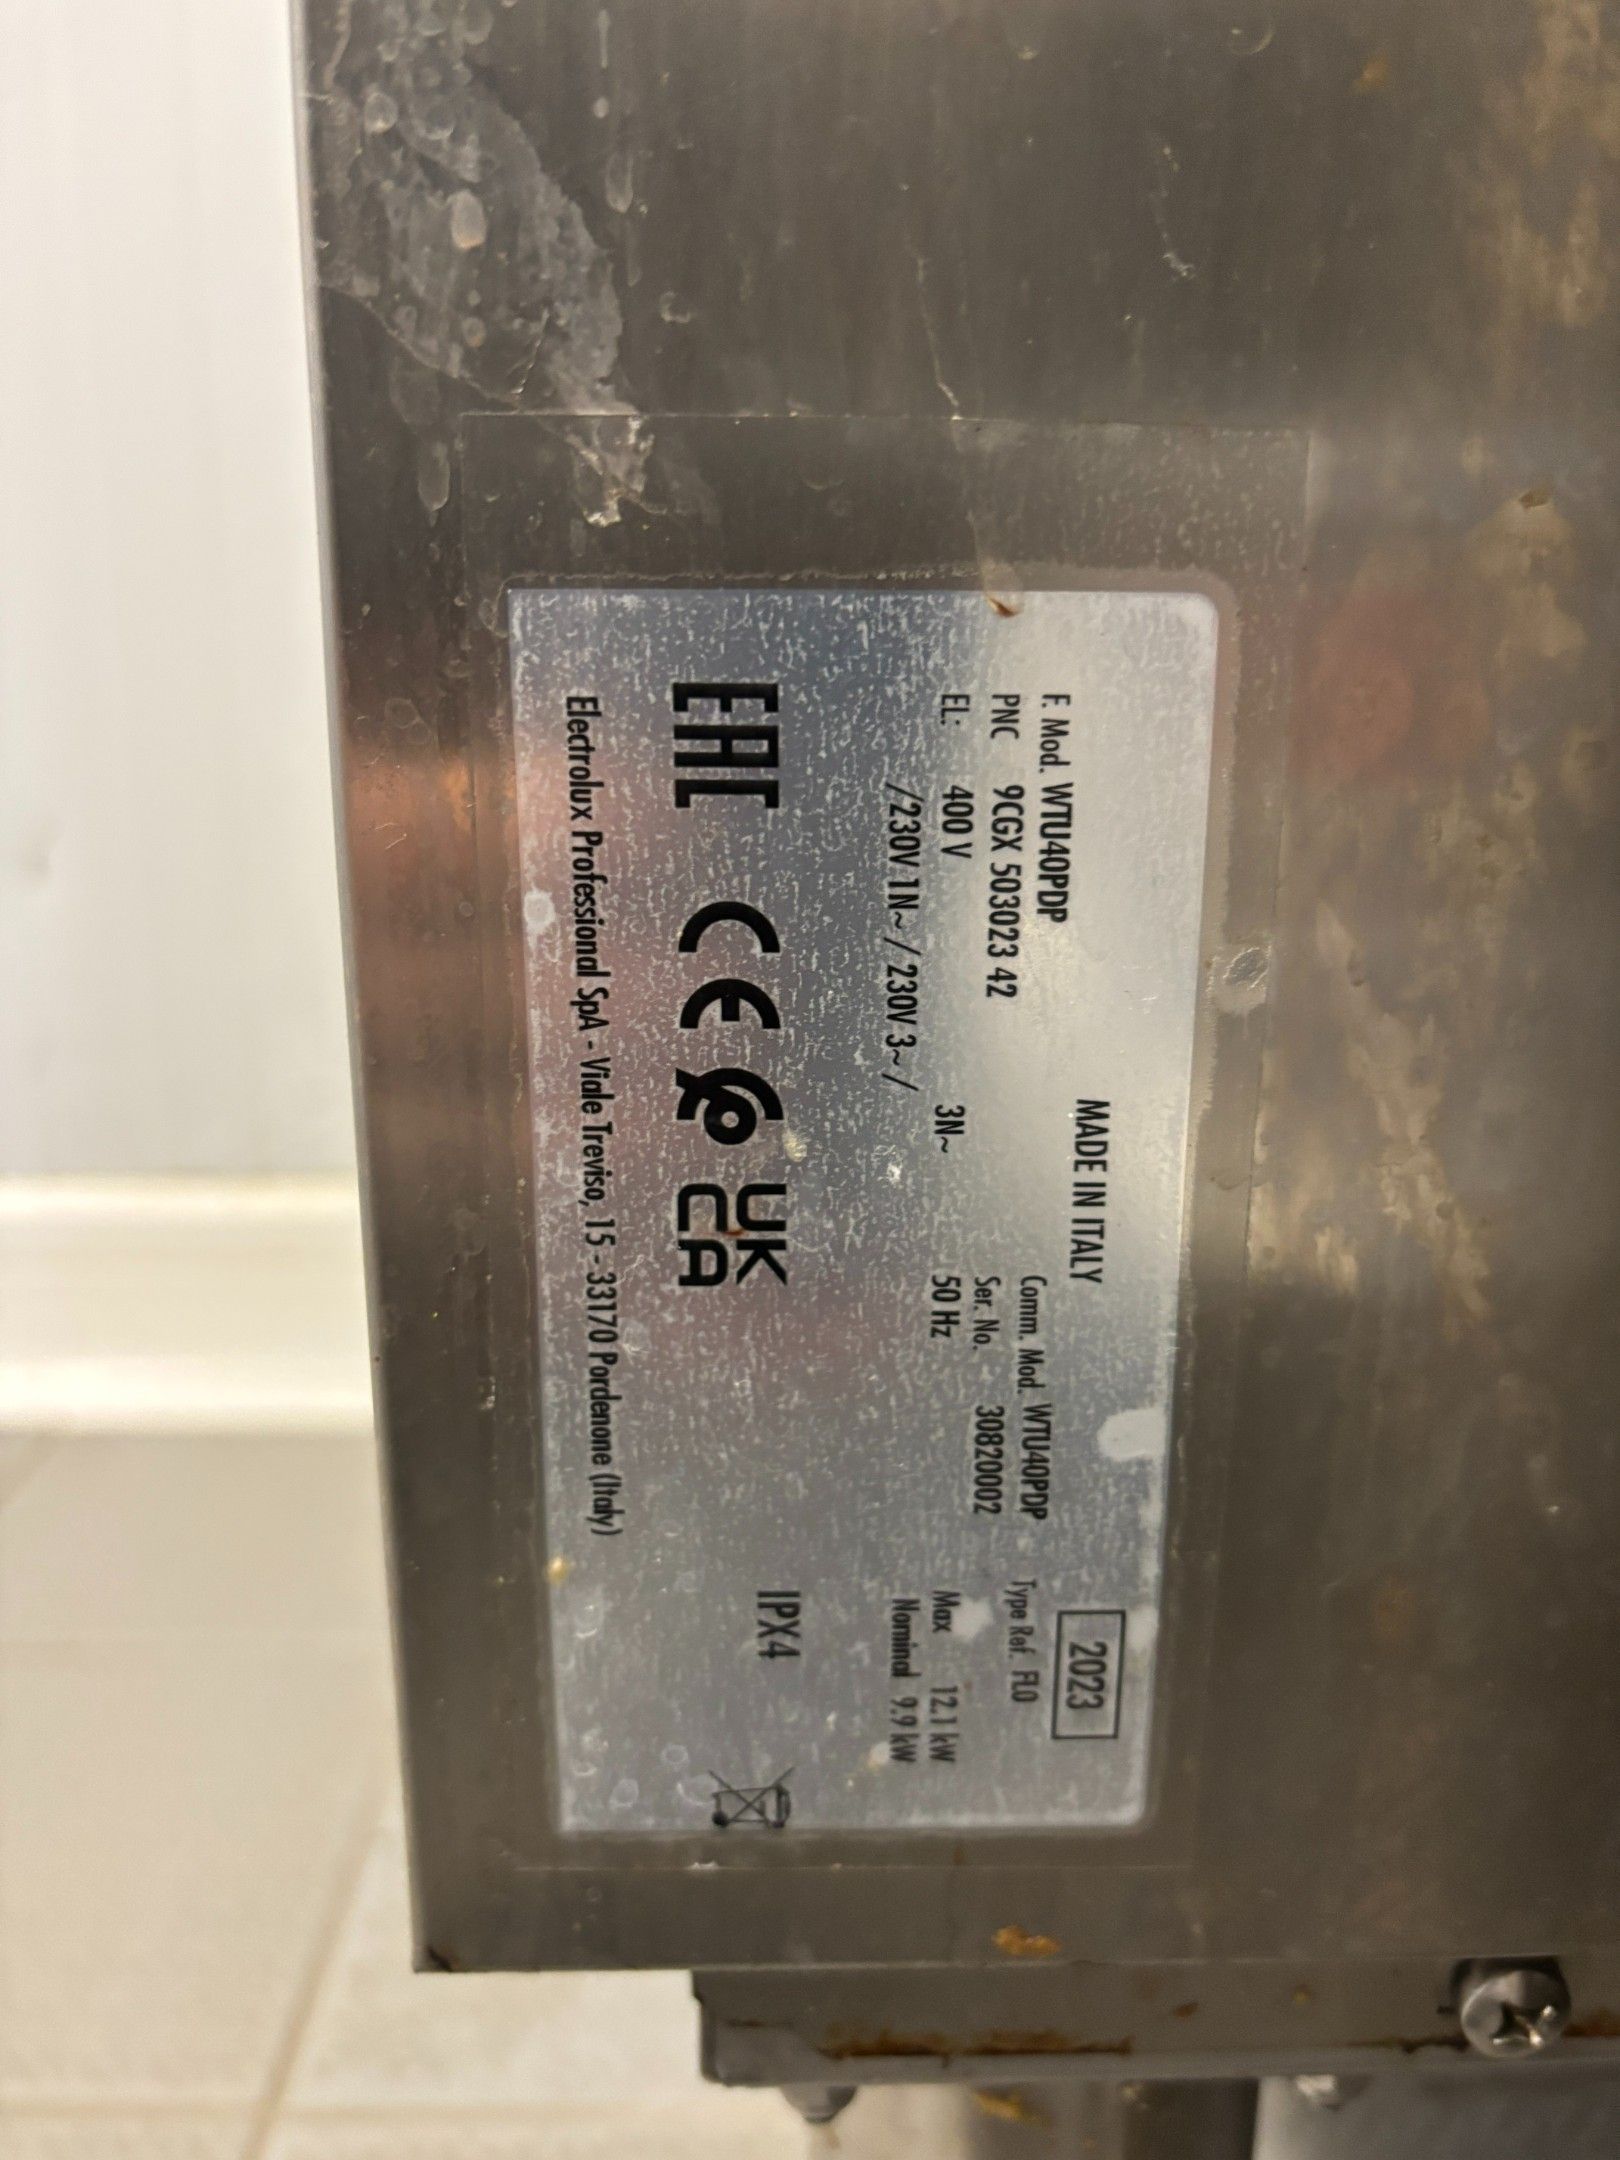 MADE IN ITALY 2023
F. Mod. WTU40PDP Comm. Mod. WTU40PDP Type Ref. FLO
PNC 9CGX 503023 42 Ser. No. 30820002
EL: 400 V 3N~ 50 Hz Max 12.1 kW
/230V 1N~ / 230V 3~ / Nominal 9.9 kW
IPX4
EAC CE UK CA
Electrolux Professional SpA - Viale Treviso, 15 - 33170 Pordenone (Italy)